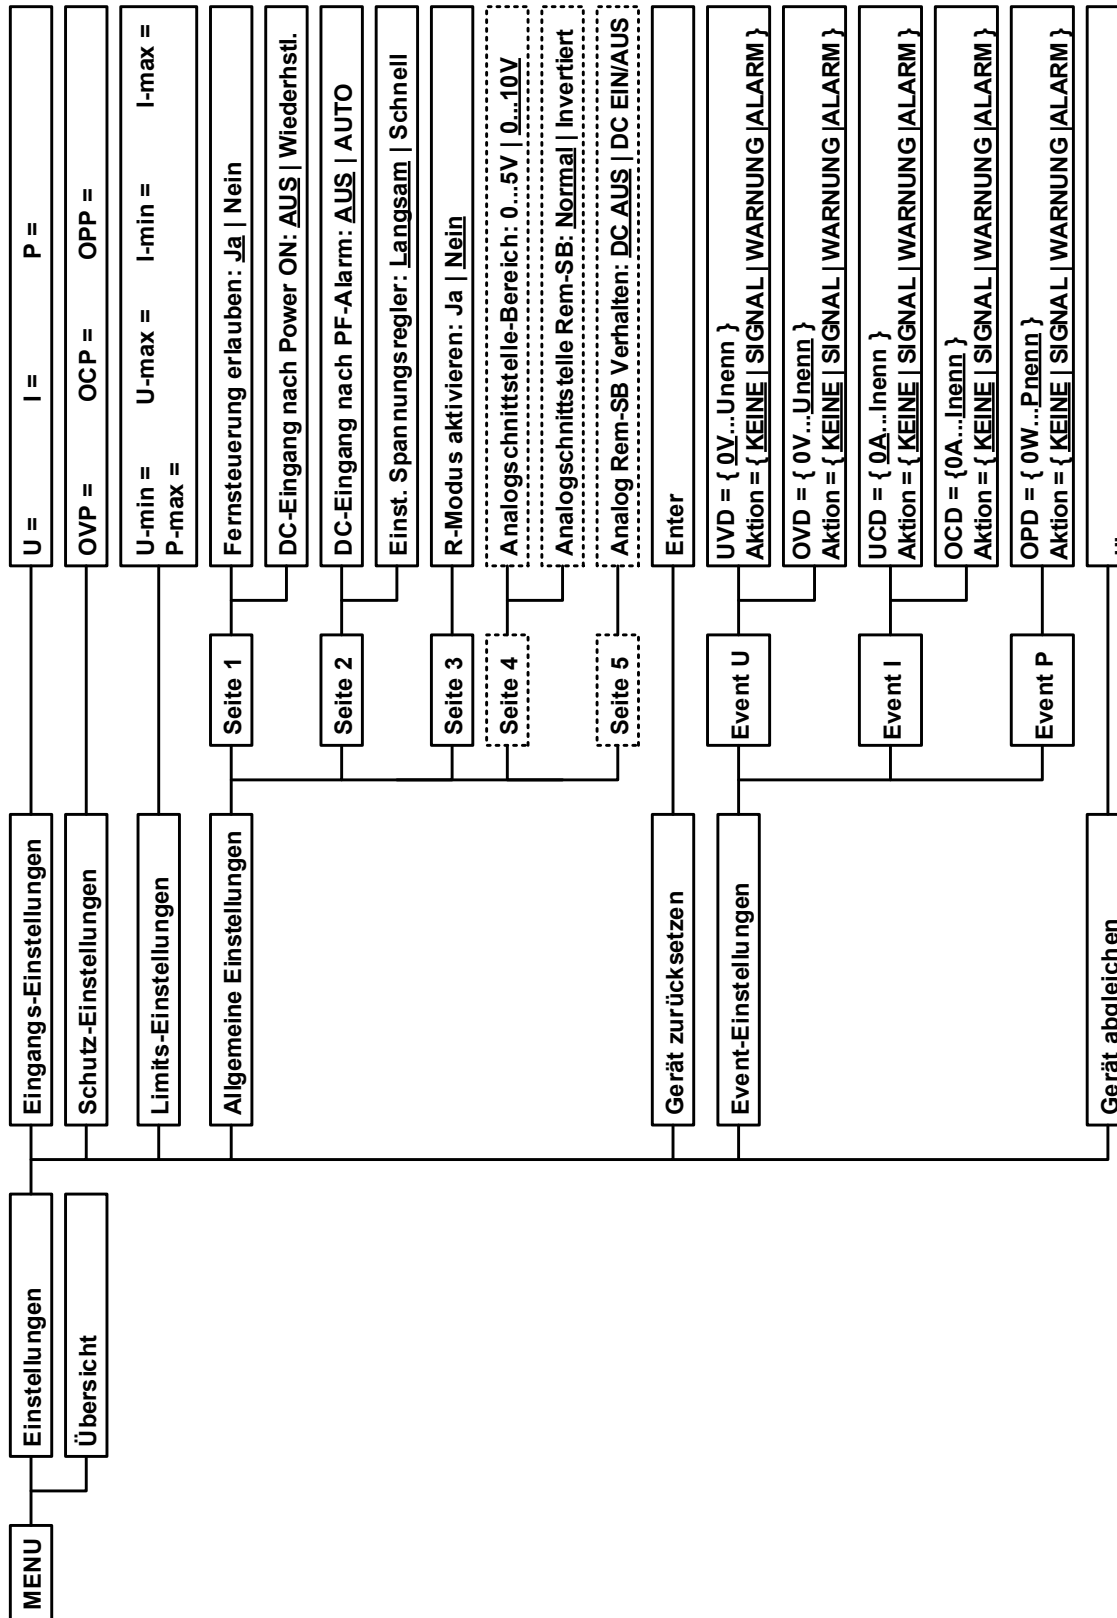 MENU
Einstellungen
Übersicht
Eingangs-Einstellungen
U = I = P =
Schutz-Einstellungen
OVP = OCP = OPP =
Limits-Einstellungen
U-min = U-max = I-min = I-max =
P-max =
Allgemeine Einstellungen
Seite 1
Fernsteuerung erlauben: Ja | Nein
DC-Eingang nach Power ON: AUS | Wiederhstl.
Seite 2
DC-Eingang nach PF-Alarm: AUS | AUTO
Einst. Spannungsregler: Langsam | Schnell
Seite 3
R-Modus aktivieren: Ja | Nein
Seite 4
Analogschnittstelle-Bereich: 0...5V | 0...10V
Analogschnittstelle Rem-SB: Normal | Invertiert
Seite 5
Analog Rem-SB Verhalten: DC AUS | DC EIN/AUS
Gerät zurücksetzen
Enter
Event-Einstellungen
Event U
UVD = { 0V...Unenn }
Aktion = { KEINE | SIGNAL | WARNUNG |ALARM }
OVD = { 0V...Unenn }
Aktion = { KEINE | SIGNAL | WARNUNG |ALARM }
Event I
UCD = { 0A...Inenn }
Aktion = { KEINE | SIGNAL | WARNUNG |ALARM }
OCD = {0A...Inenn }
Aktion = { KEINE | SIGNAL | WARNUNG |ALARM }
Event P
OPD = { 0W...Pnenn }
Aktion = { KEINE | SIGNAL | WARNUNG |ALARM }
Gerät abgleichen